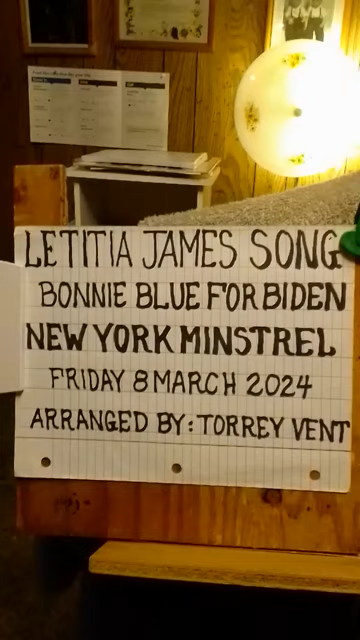 LETITIA JAMES SONG
BONNIE BLUE FOR BIDEN
NEW YORK MINSTREL
FRIDAY 8 MARCH 2024
ARRANGED BY: TORREY VENT